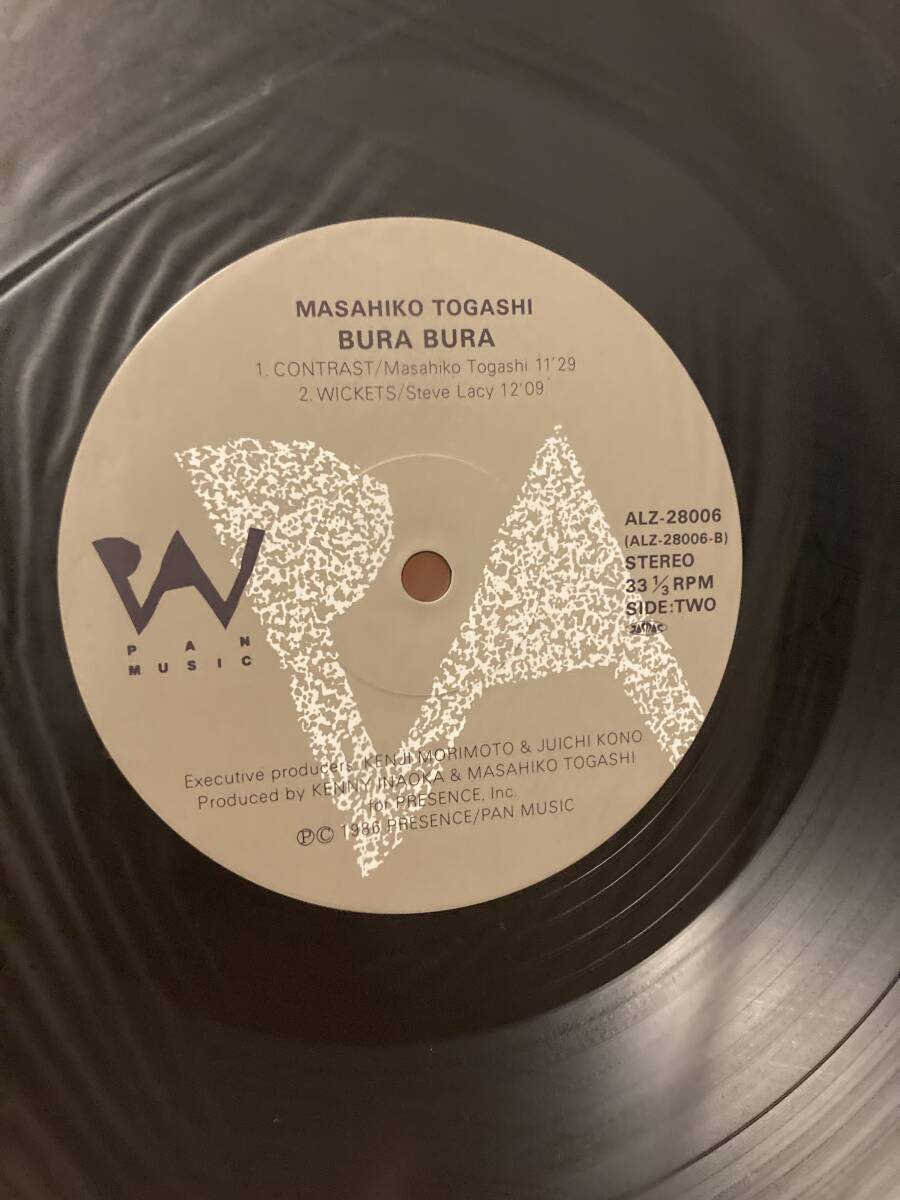 MASAHIKO TOGASHI
BURA BURA
1. CONTRAST/Masahiko Togashi 11'29
2. WICKETS/Steve Lacy 12'09
PAN
MUSIC
ALZ-28006
(ALZ-28006-B)
STEREO
33 1/3 RPM
SIDE:TWO
JASRAC
Executive producers: KENJI MORIMOTO & JUICHI KONO
Produced by KENNY INAOKA & MASAHIKO TOGASHI
for PRESENCE, Inc.
ⓅⒸ 1986 PRESENCE/PAN MUSIC